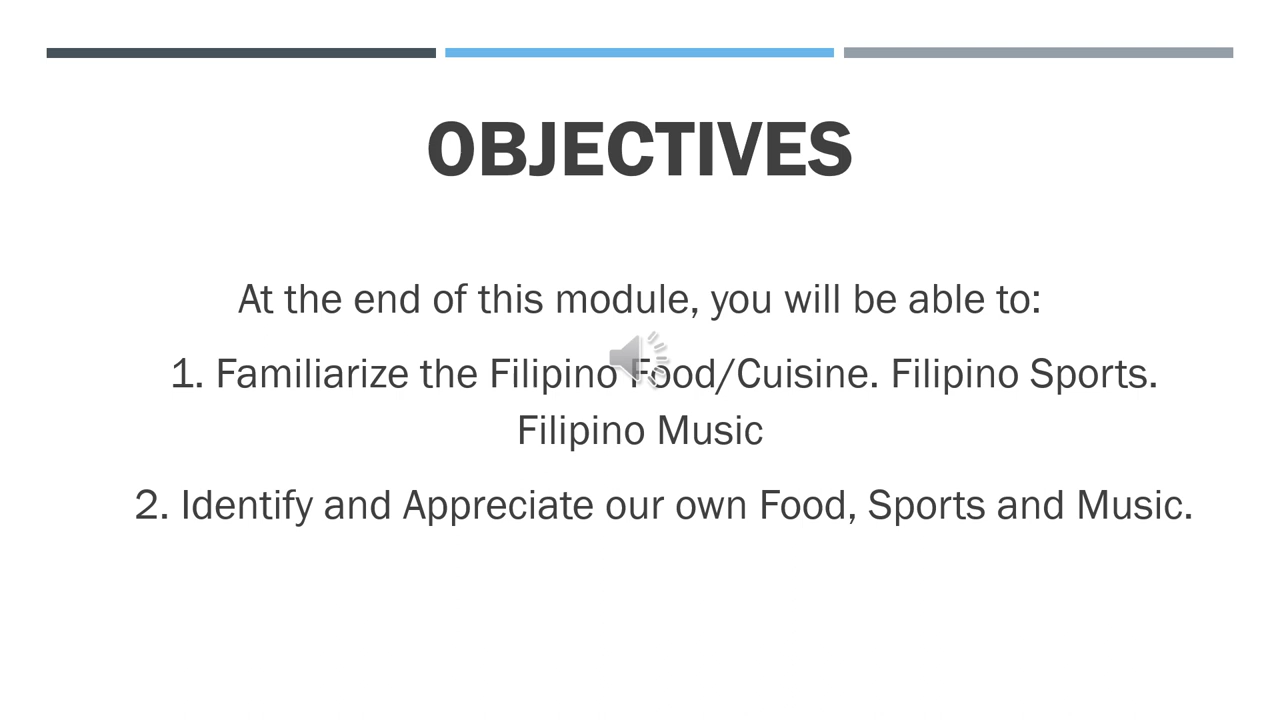 OBJECTIVES
At the end of this module, you will be able to:
1. Familiarize the Filipino Food/Cuisine. Filipino Sports.
Filipino Music
2. Identify and Appreciate our own Food, Sports and Music.